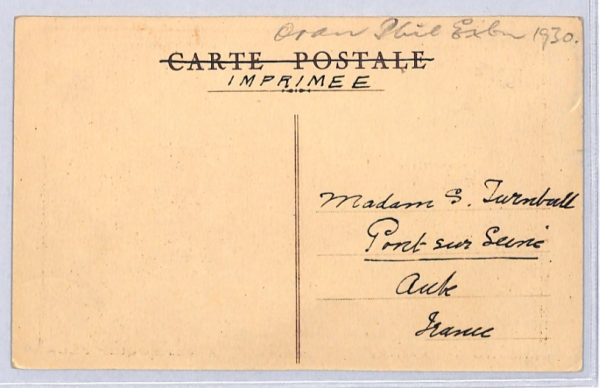 Oran Phil Exbn 1930.
CARTE POSTALE
IMPRIMEE
Madam S. Turnbull
Pont-sur Seine
Aube
France